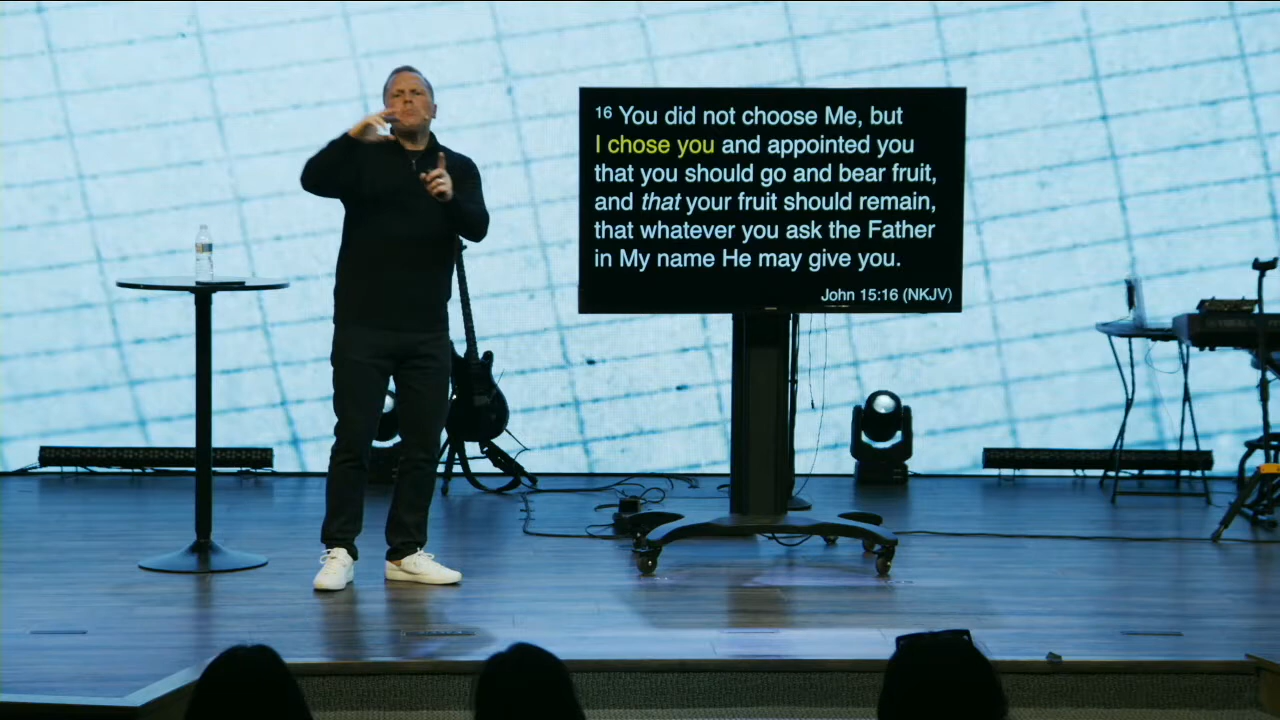 16 You did not choose Me, but
I chose you and appointed you
that you should go and bear fruit,
and that your fruit should remain,
that whatever you ask the Father
in My name He may give you.
John 15:16 (NKJV)